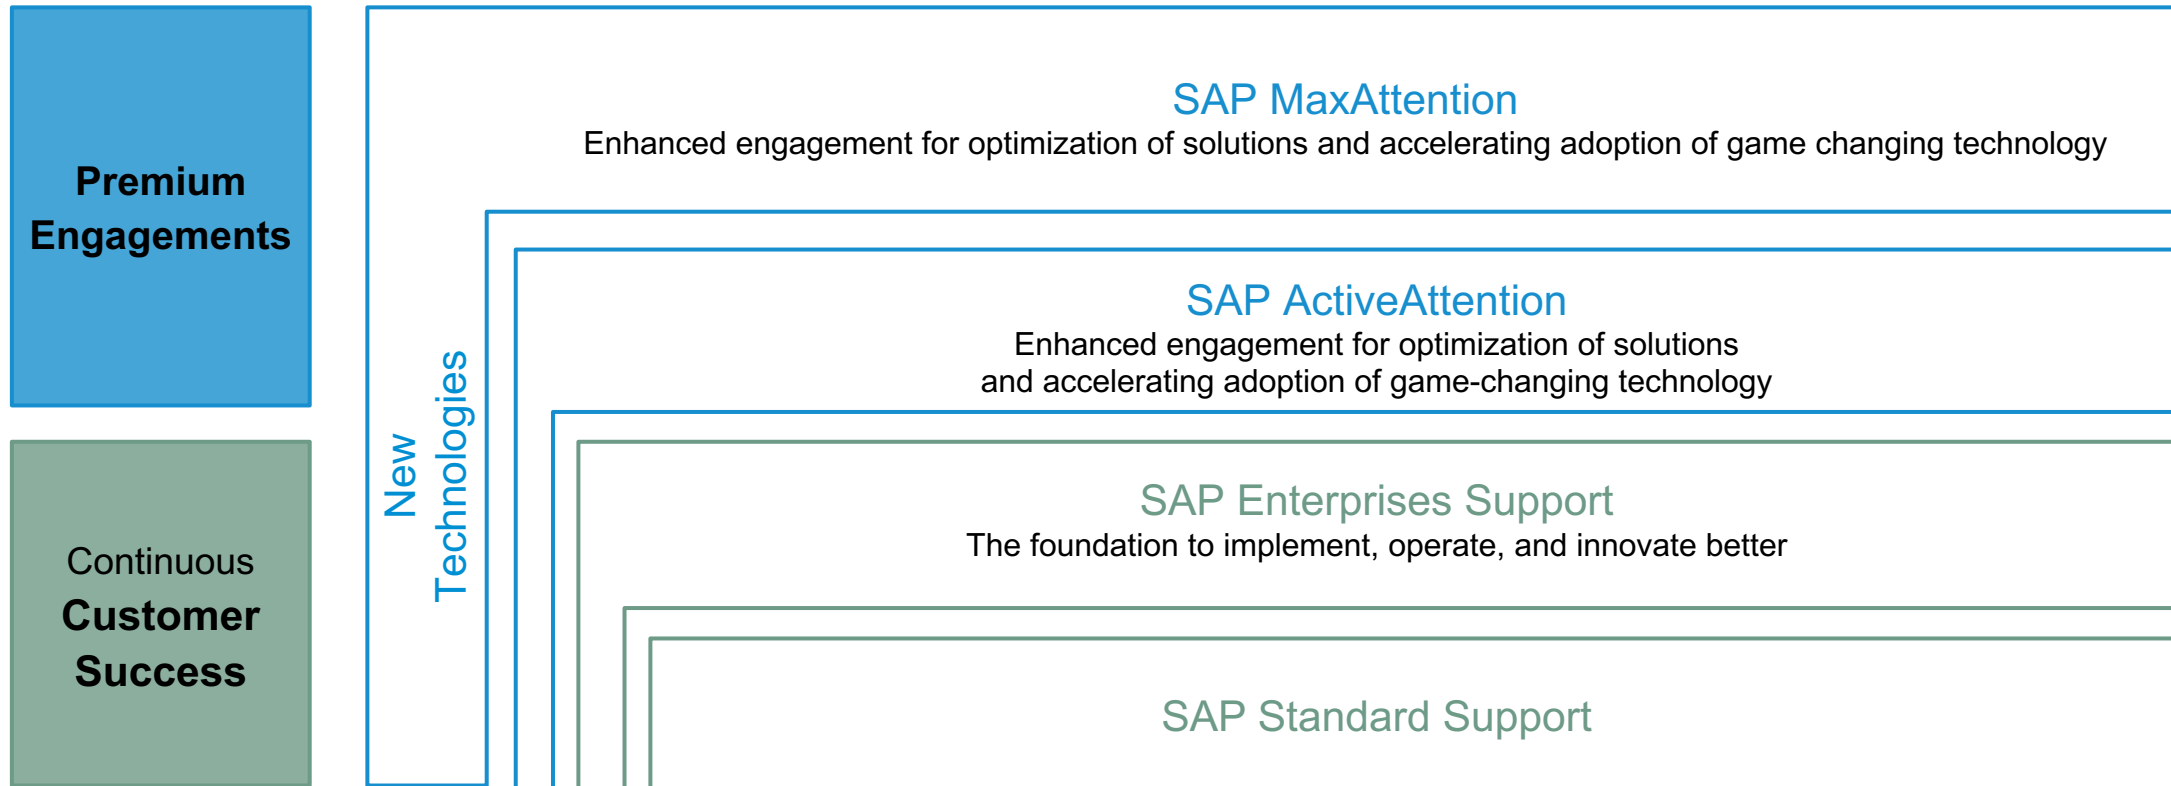 Premium
Engagements
Continuous
Customer
Success
New
Technologies
SAP MaxAttention
Enhanced engagement for optimization of solutions and accelerating adoption of game changing technology
SAP ActiveAttention
Enhanced engagement for optimization of solutions
and accelerating adoption of game-changing technology
SAP Enterprises Support
The foundation to implement, operate, and innovate better
SAP Standard Support